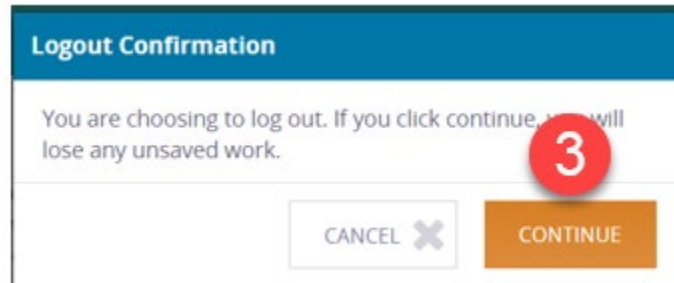 Logout Confirmation
You are choosing to log out. If you click continue, will
lose any unsaved work.
3
CANCEL CONTINUE